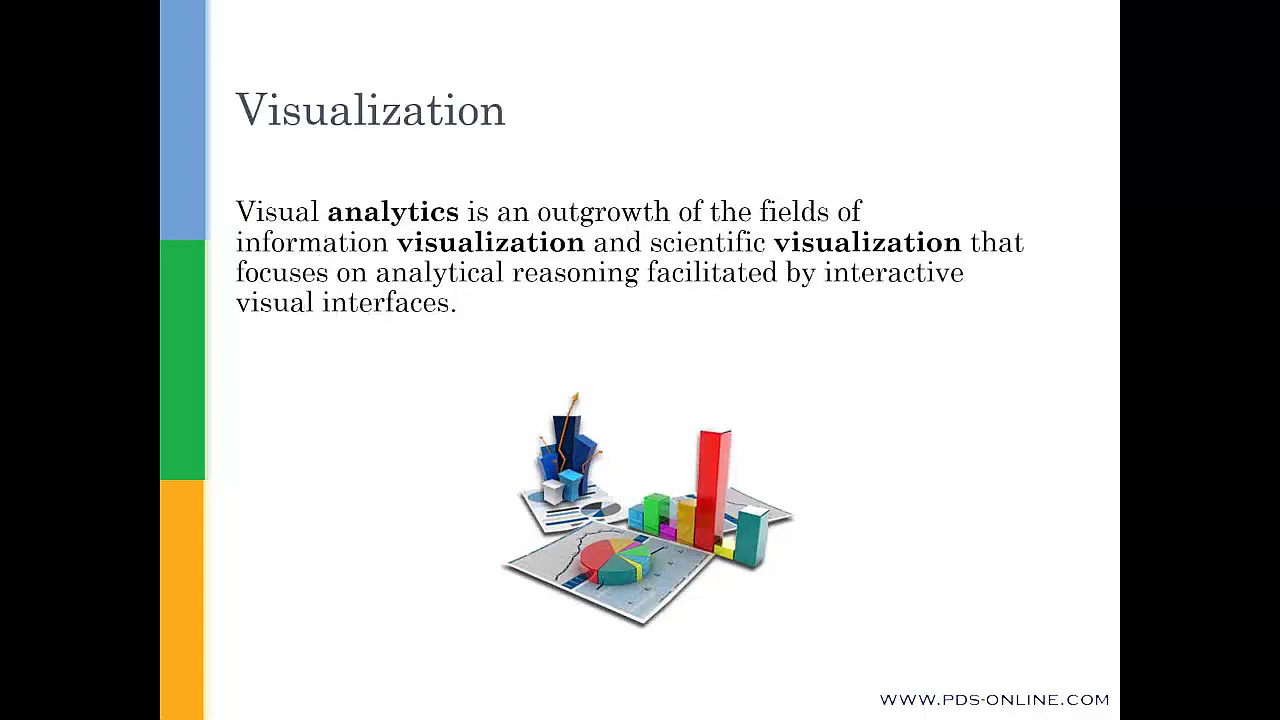 Visualization
Visual analytics is an outgrowth of the fields of
information visualization and scientific visualization that
focuses on analytical reasoning facilitated by interactive
visual interfaces.
WWW.PDS-ONLINE.COM